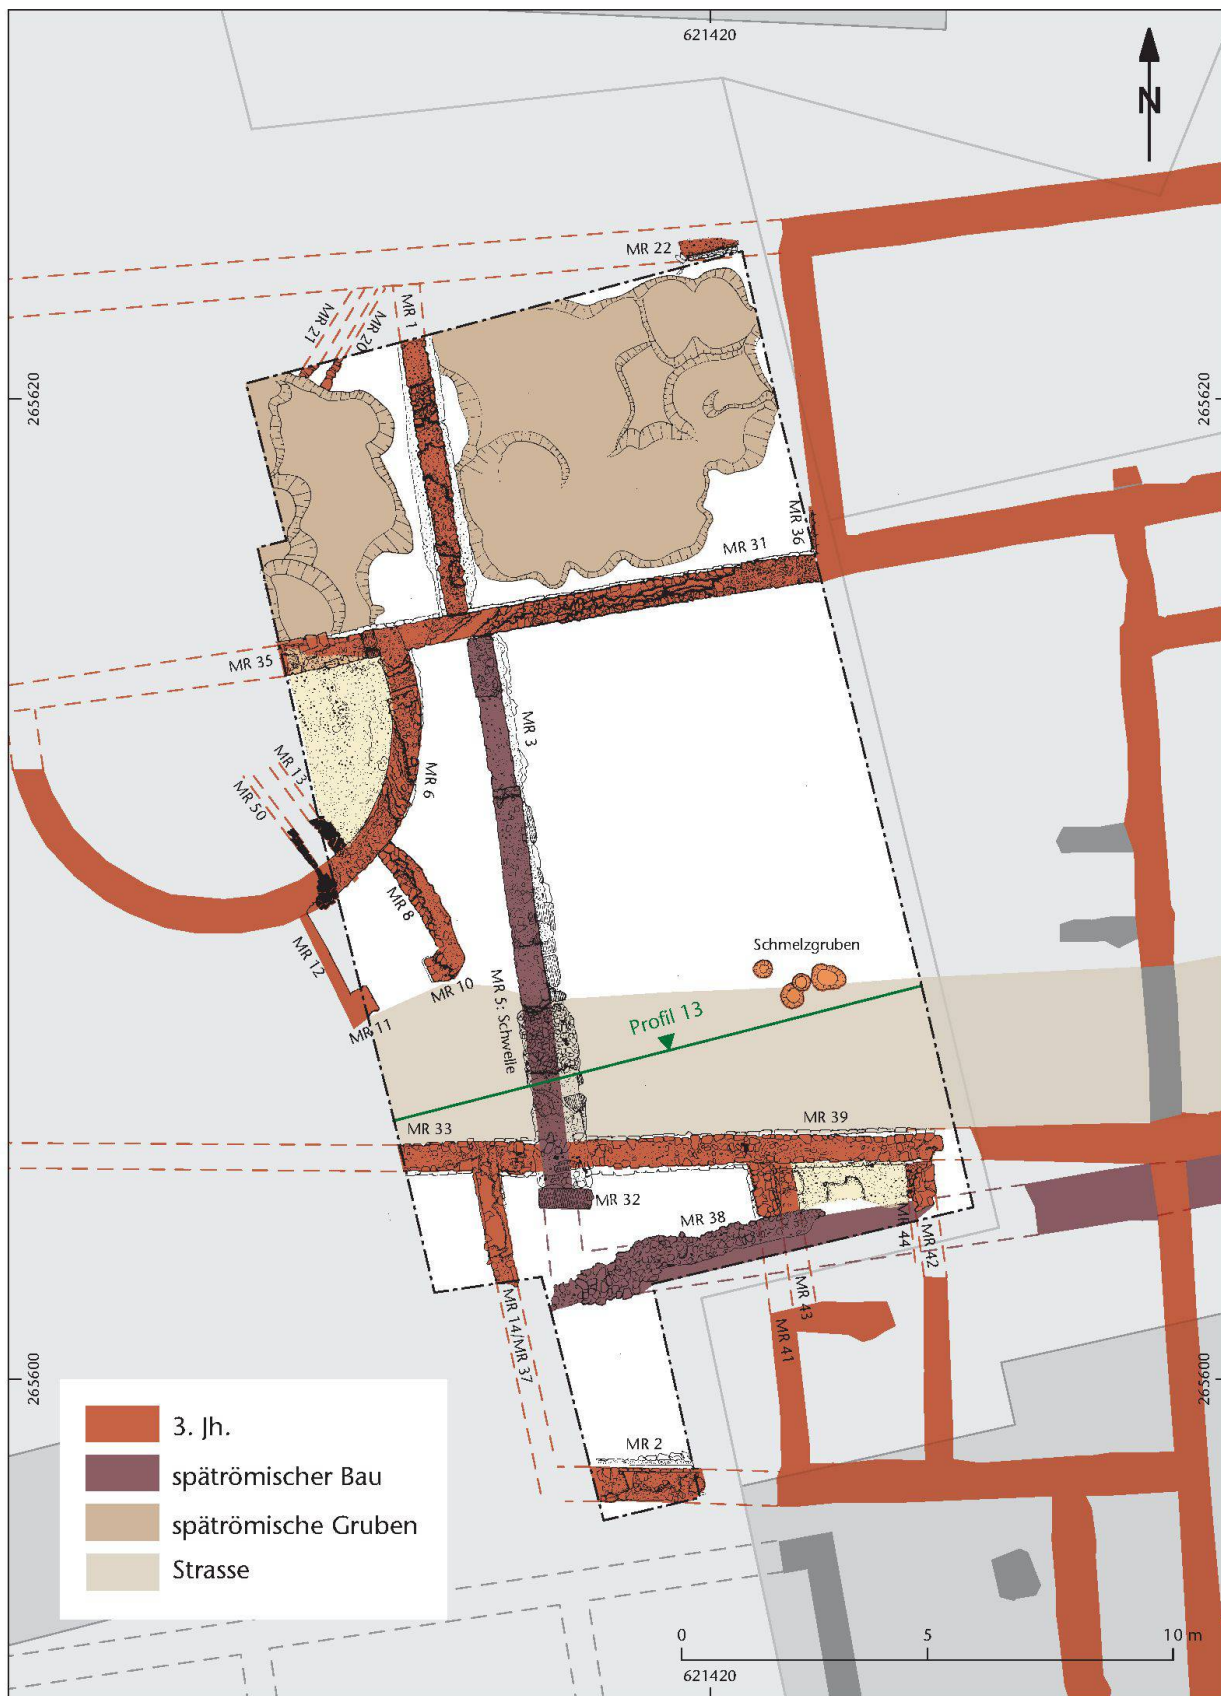 621420
N
MR 22
MR 21
MR 20
MR 1
265620
265620
MR 36
MR 31
MR 35
MR 3
MR 13
MR 50
MR 6
MR 8
Schmelzgruben
MR 12
MR 10
MR 5: Schwelle
MR 11
Profil 13
MR 33
MR 39
MR 32
MR 38
MR 44
MR 42
MR 43
MR 14/MR 37
MR 41
265600
265600
3. Jh.
MR 2
spätrömischer Bau
spätrömische Gruben
Strasse
0 5 10 m
621420